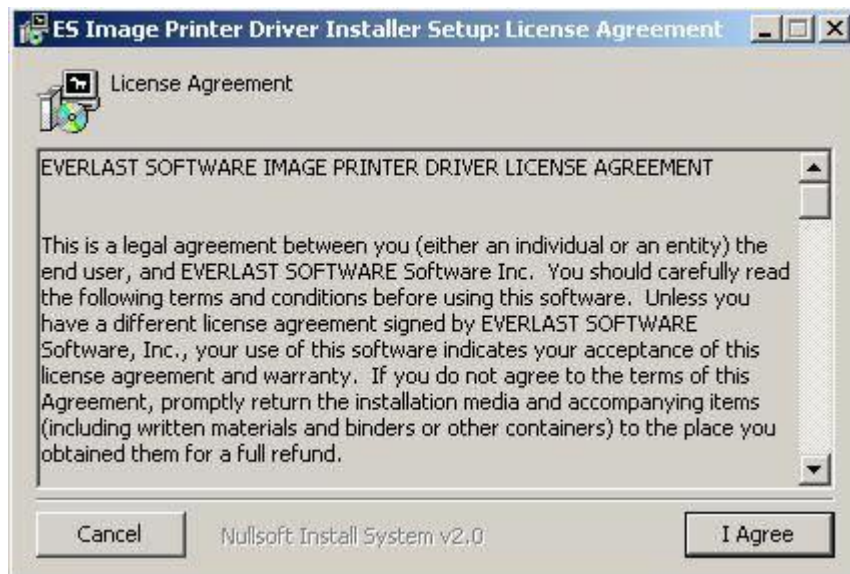 ES Image Printer Driver Installer Setup: License Agreement
License Agreement
EVERLAST SOFTWARE IMAGE PRINTER DRIVER LICENSE AGREEMENT
This is a legal agreement between you (either an individual or an entity) the
end user, and EVERLAST SOFTWARE Software Inc.  You should carefully read
the following terms and conditions before using this software.  Unless you
have a different license agreement signed by EVERLAST SOFTWARE
Software, Inc., your use of this software indicates your acceptance of this
license agreement and warranty.  If you do not agree to the terms of this
Agreement, promptly return the installation media and accompanying items
(including written materials and binders or other containers) to the place you
obtained them for a full refund.
Cancel
Nullsoft Install System v2.0
I Agree